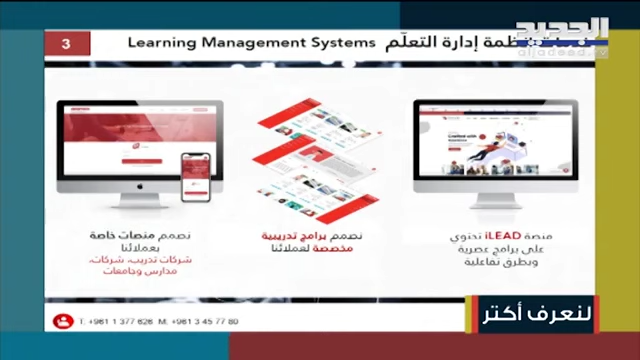 الجديد
aljadeed.tv
3
أنظمة إدارة التعلّم Learning Management Systems
منصة iLEAD تحتوي
على برامج عصرية
وبطرق تفاعلية
نصمم برامج تدريبية
مخصصة لعملائنا
نصمم منصات خاصة
بعملائنا
شركات تدريب، شركات،
مدارس وجامعات
لنعرف أكتر
T. +961 1 377 626 M. +961 3 45 77 80